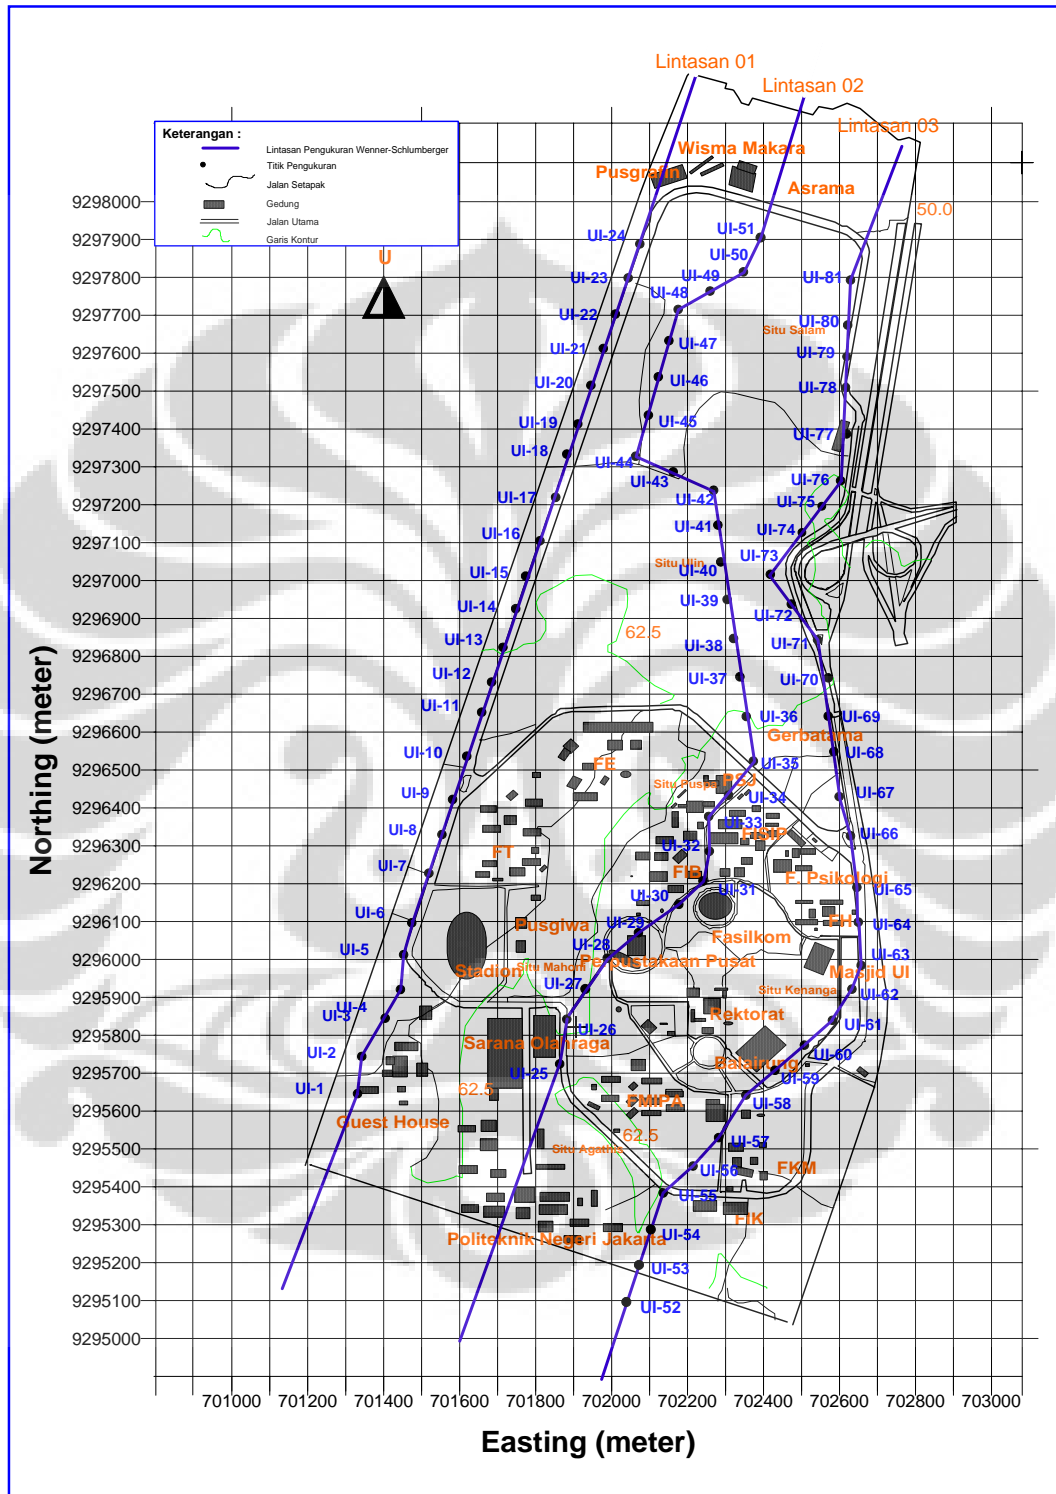 Lintasan 01
Lintasan 02
Lintasan 03
Keterangan :
Lintasan Pengukuran Wenner-Schlumberger
Titik Pengukuran
Jalan Setapak
Gedung
Jalan Utama
Garis Kontur
U
Wisma Makara
Pusgrafin
Asrama
50.0
9298000
9297900
9297800
9297700
9297600
9297500
9297400
9297300
9297200
9297100
9297000
9296900
9296800
9296700
9296600
9296500
9296400
9296300
9296200
9296100
9296000
9295900
9295800
9295700
9295600
9295500
9295400
9295300
9295200
9295100
9295000
Northing (meter)
UI-24
UI-23
UI-22
UI-21
UI-20
UI-19
UI-18
UI-17
UI-16
UI-15
UI-14
UI-13
UI-12
UI-11
UI-10
UI-9
UI-8
UI-7
UI-6
UI-5
UI-4
UI-3
UI-2
UI-1
UI-51
UI-50
UI-49
UI-48
UI-47
UI-46
UI-45
UI-44
UI-43
UI-42
UI-41
UI-40
UI-39
UI-38
UI-37
UI-36
UI-35
UI-34
UI-33
UI-32
UI-31
UI-30
UI-29
UI-28
UI-27
UI-26
UI-25
UI-81
UI-80
UI-79
UI-78
UI-77
UI-76
UI-75
UI-74
UI-73
UI-72
UI-71
UI-70
UI-69
UI-68
UI-67
UI-66
UI-65
UI-64
UI-63
UI-62
UI-61
UI-60
UI-59
UI-58
UI-57
UI-56
UI-55
UI-54
UI-53
UI-52
Situ Salam
Situ Ulin
62.5
Gerbatama
FE
Situ Puspa
PSJ
FISIP
FT
FIB
F. Psikologi
Pusgiwa
FH
Fasilkom
Stadion
Situ Mahoni
Perpustakaan Pusat
Masjid UI
Situ Kenanga
Rektorat
Sarana Olahraga
Balairung
62.5
FMIPA
Guest House
62.5
Situ Agathis
FKM
FIK
Politeknik Negeri Jakarta
701000 701100 701200 701300 701400 701500 701600 701700 701800 701900 702000 702100 702200 702300 702400 702500 702600 702700 702800 702900 703000
Easting (meter)